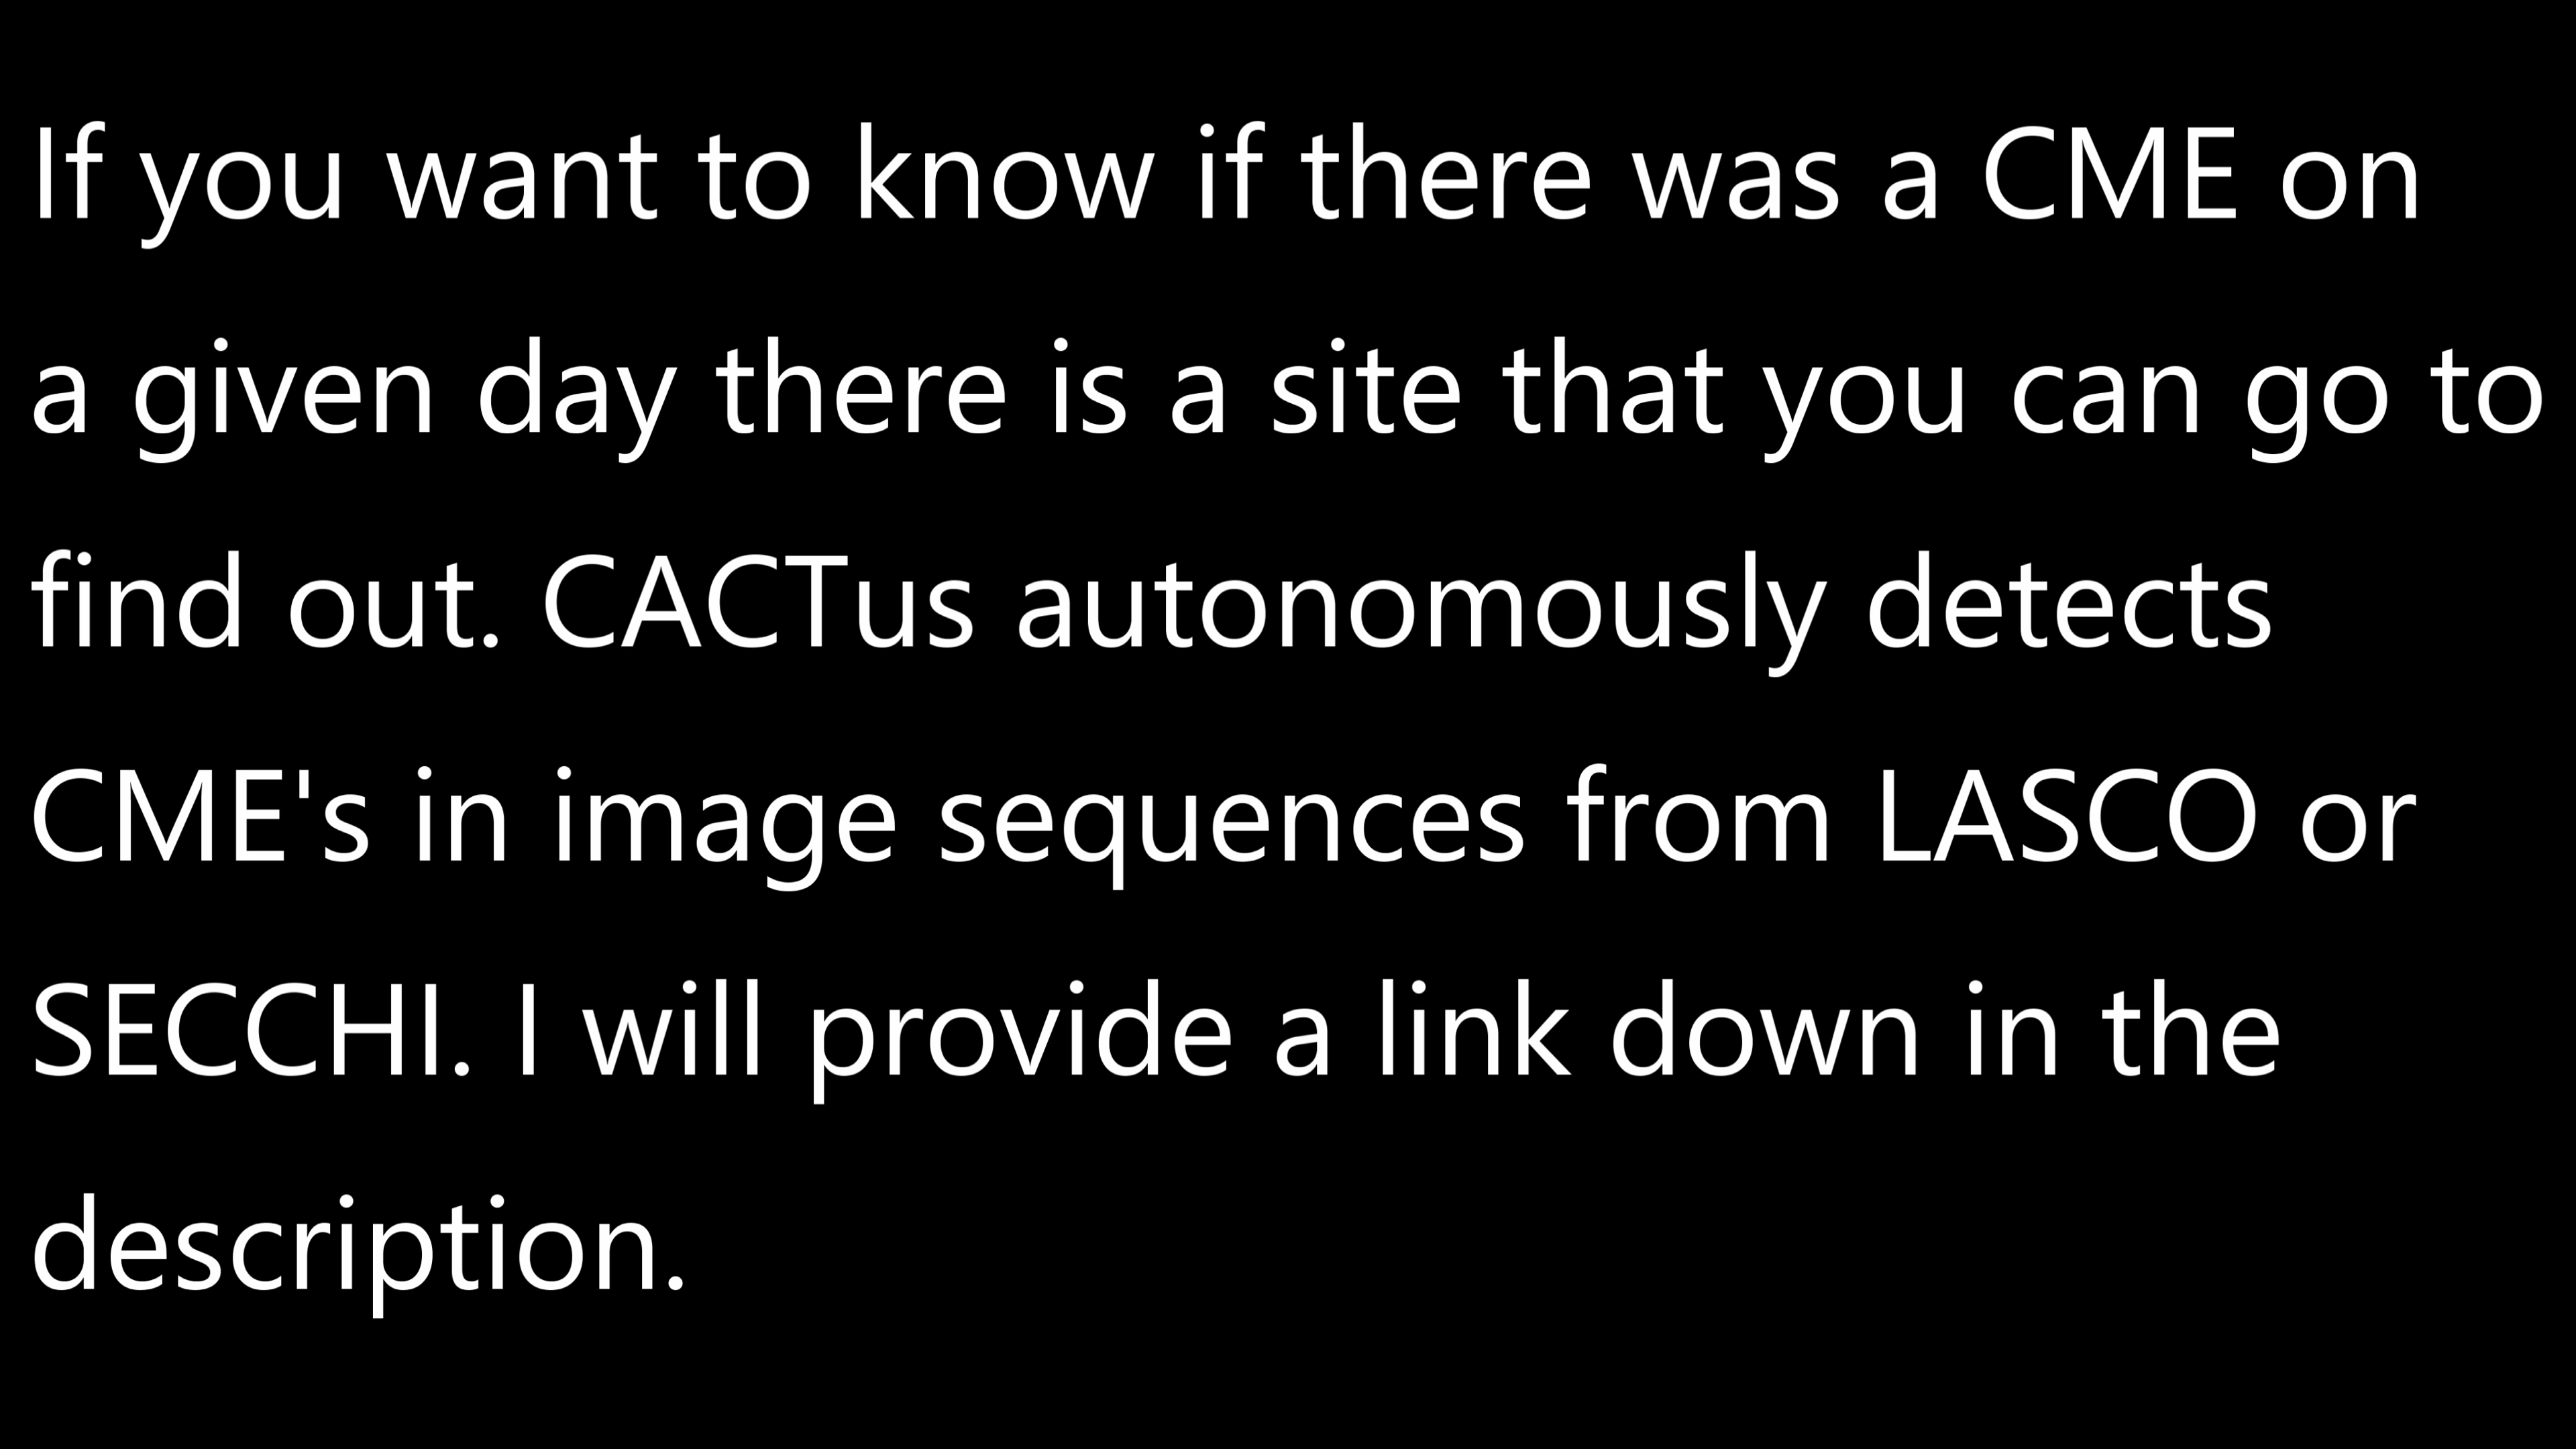 If you want to know if there was a CME on
a given day there is a site that you can go to
find out. CACTus autonomously detects
CME's in image sequences from LASCO or
SECCHI. I will provide a link down in the
description.